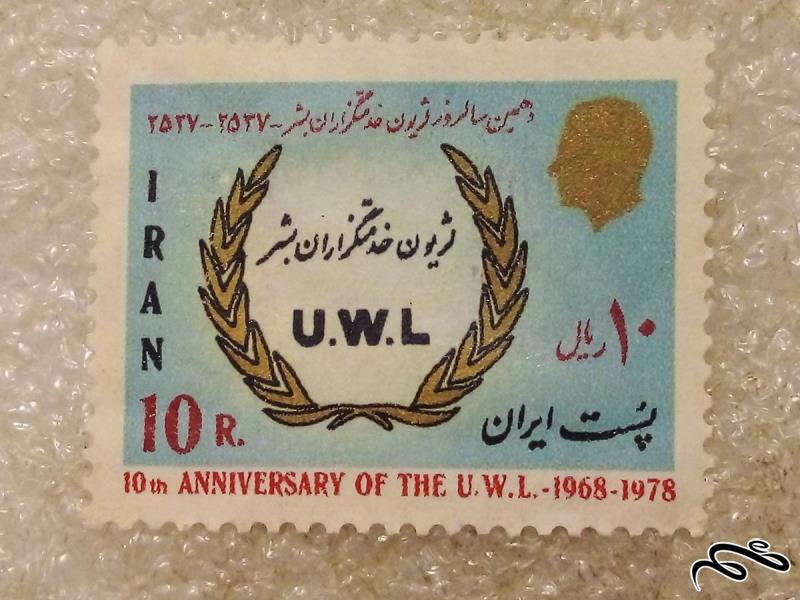 دهمین سالروز لژیون خدمتگزاران بشر - ۲۵۲۷ - ۲۵۳۷
IRAN
لژیون خدمتگزاران بشر
U.W.L
۱۰ ریال
10 R.
پست ایران
10th ANNIVERSARY OF THE U.W.L.-1968-1978